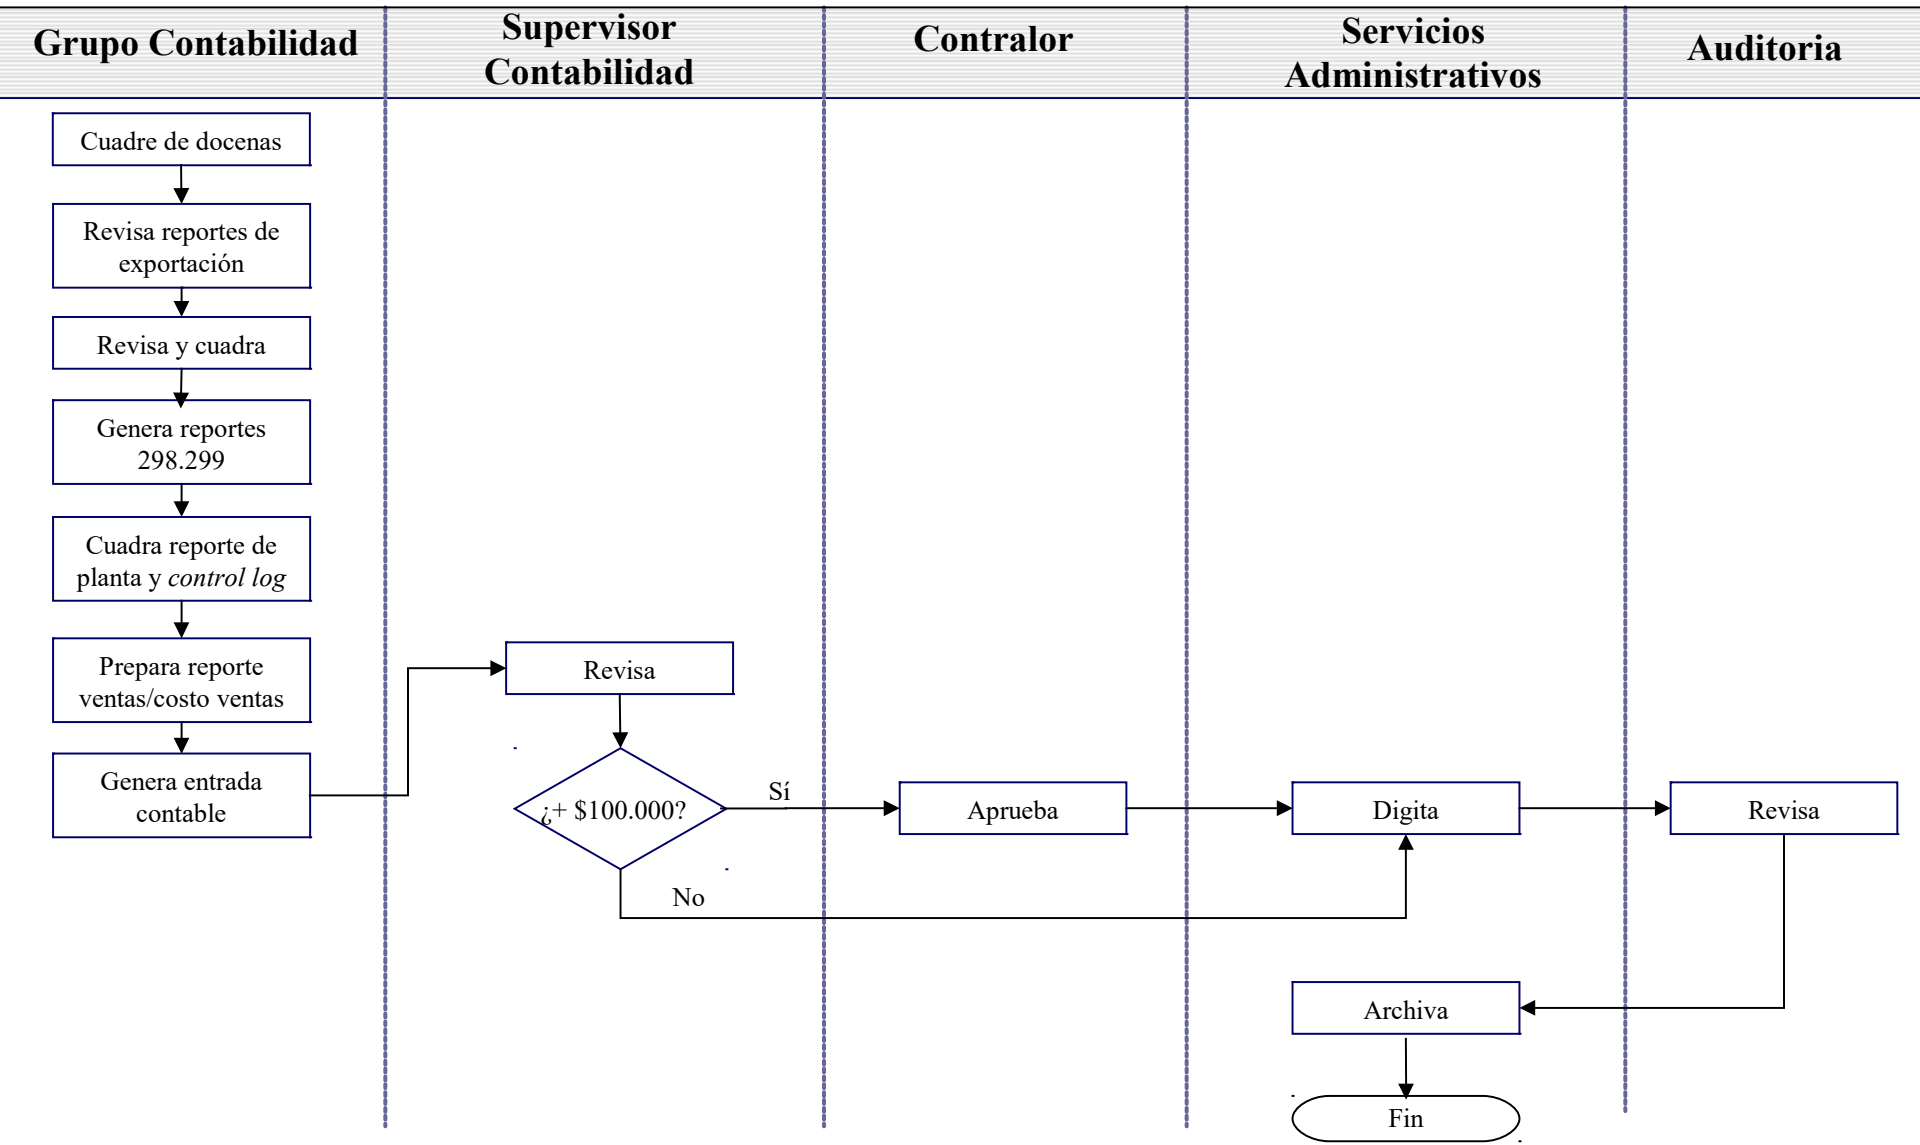 Grupo Contabilidad
Supervisor
Contabilidad
Contralor
Servicios
Administrativos
Auditoria
Cuadre de docenas
Revisa reportes de
exportación
Revisa y cuadra
Genera reportes
298.299
Cuadra reporte de
planta y control log
Prepara reporte
ventas/costo ventas
Genera entrada
contable
Revisa
¿+ $100.000?
Sí
No
Aprueba
Digita
Revisa
Archiva
Fin